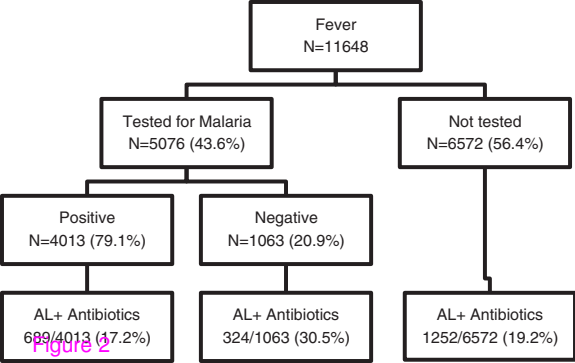 Fever
N=11648
Tested for Malaria
N=5076 (43.6%)
Not tested
N=6572 (56.4%)
Positive
N=4013 (79.1%)
Negative
N=1063 (20.9%)
AL+ Antibiotics
689/4013 (17.2%)
AL+ Antibiotics
324/1063 (30.5%)
AL+ Antibiotics
1252/6572 (19.2%)
Figure 2